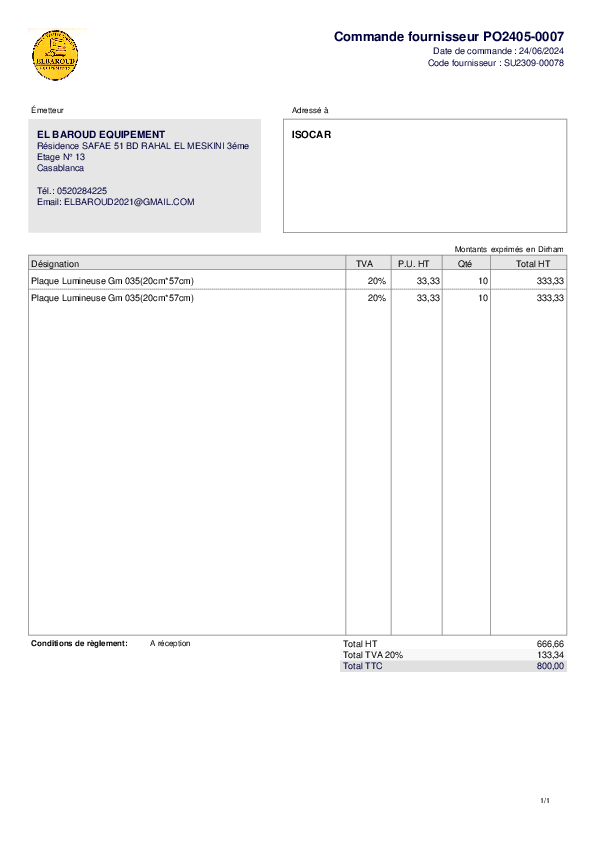 ELBAROUD
EQUIPEMENT
Commande fournisseur PO2405-0007
Date de commande : 24/06/2024
Code fournisseur : SU2309-00078
Émetteur
Adressé à
EL BAROUD EQUIPEMENT
Résidence SAFAE 51 BD RAHAL EL MESKINI 3éme
Etage N° 13
Casablanca
Tél.: 0520284225
Email: ELBAROUD2021@GMAIL.COM
ISOCAR
Montants exprimés en Dirham
Désignation TVA P.U. HT Qté Total HT
Plaque Lumineuse Gm 035(20cm*57cm) 20% 33,33 10 333,33
Plaque Lumineuse Gm 035(20cm*57cm) 20% 33,33 10 333,33
Conditions de règlement: A réception
Total HT 666,66
Total TVA 20% 133,34
Total TTC 800,00
1/1